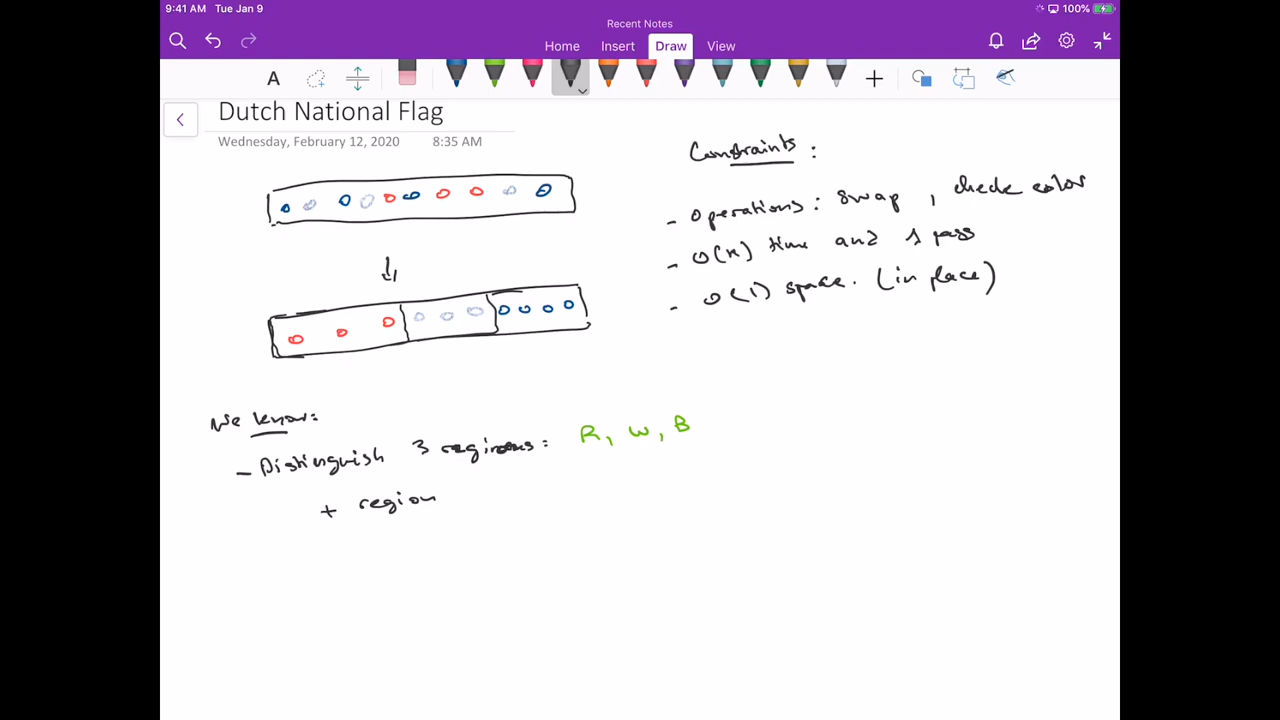 9:41 AM Tue Jan 9
100%
Recent Notes
Home Insert Draw View
A
Dutch National Flag
Wednesday, February 12, 2020 8:35 AM
Constraints :
- operations : swap , check color
- O(n) time and 1 pass
- O(1) space. (in place)
We know:
- Distinguish 3 regions : R, W, B
+ region